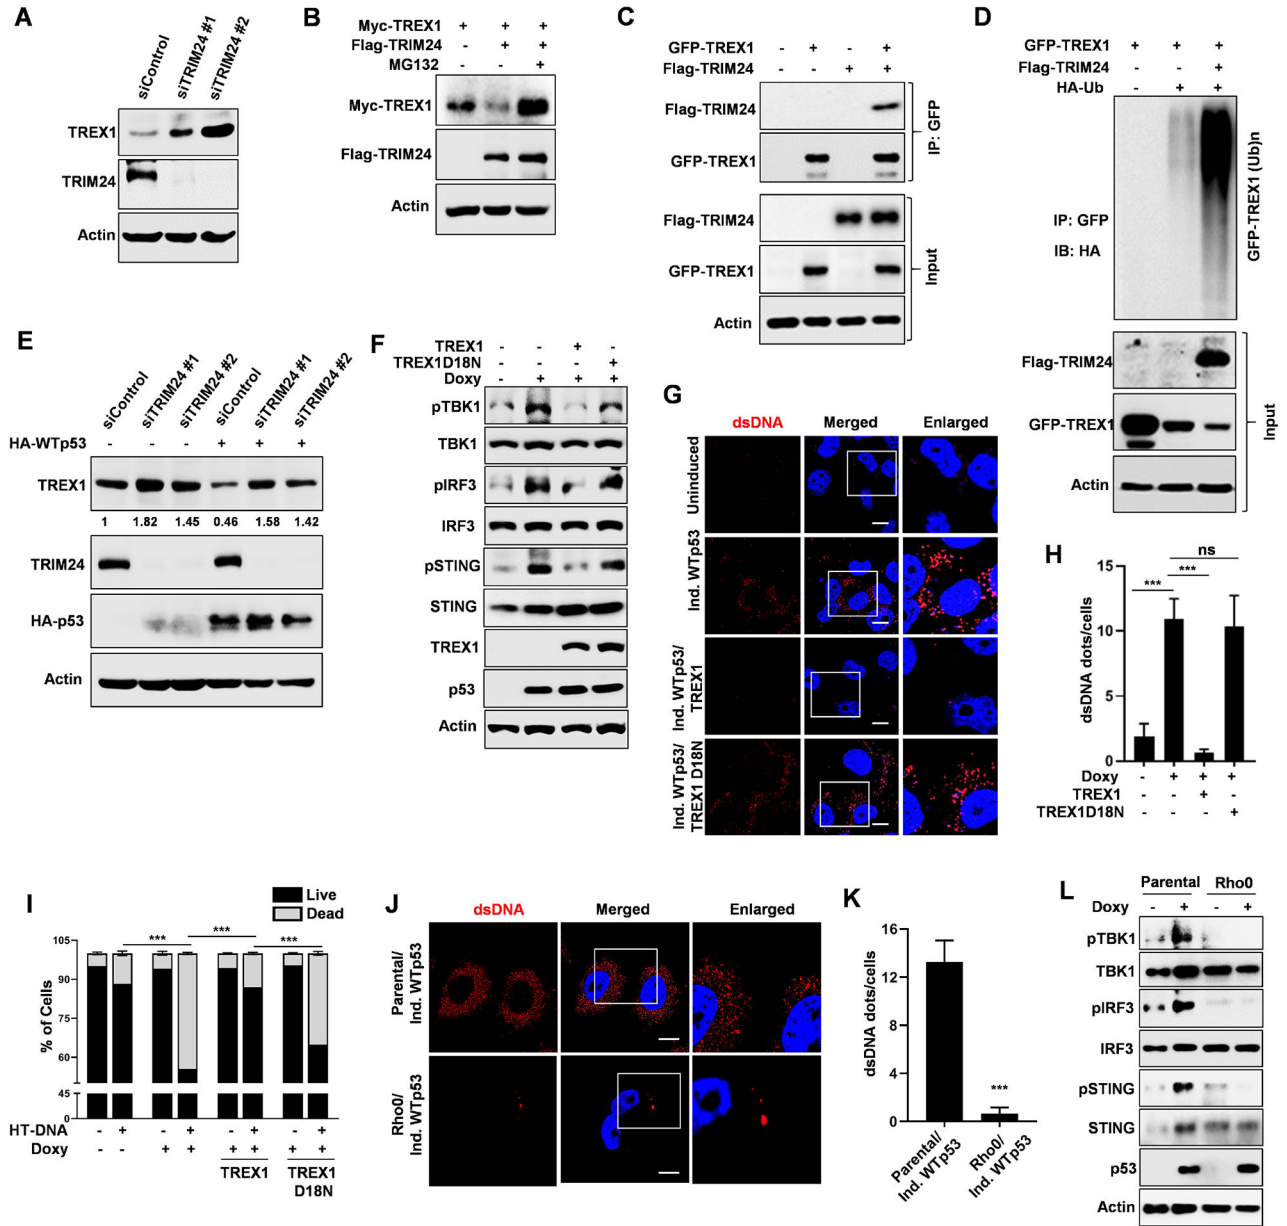 A
siControl
siTRIM24 #1
siTRIM24 #2
TREX1
TRIM24
Actin
B
Myc-TREX1 + + +
Flag-TRIM24 - + +
MG132 - - +
Myc-TREX1
Flag-TRIM24
Actin
C
GFP-TREX1 - + - +
Flag-TRIM24 - - + +
Flag-TRIM24
GFP-TREX1
IP: GFP
Flag-TRIM24
GFP-TREX1
Actin
Input
D
GFP-TREX1 + + +
Flag-TRIM24 - - +
HA-Ub - + +
IP: GFP
IB: HA
GFP-TREX1 (Ub)n
Flag-TRIM24
GFP-TREX1
Actin
Input
E
siControl
siTRIM24 #1
siTRIM24 #2
siControl
siTRIM24 #1
siTRIM24 #2
HA-WTp53 - - - + + +
TREX1
1 1.82 1.45 0.46 1.58 1.42
TRIM24
HA-p53
Actin
F
TREX1 - - + -
TREX1D18N - - - +
Doxy - + + +
pTBK1
TBK1
pIRF3
IRF3
pSTING
STING
TREX1
p53
Actin
G
dsDNA Merged Enlarged
Uninduced
Ind. WTp53
Ind. WTp53/
TREX1
Ind. WTp53/
TREX1 D18N
H
dsDNA dots/cells
15
10
5
0
*** *** ns
Doxy - + + +
TREX1 - - + -
TREX1D18N - - - +
I
Live
Dead
% of Cells
105
90
75
60
45
0
*** *** ***
HT-DNA - + - + - + - +
Doxy - - + + + + + +
TREX1
TREX1
D18N
J
dsDNA Merged Enlarged
Parental/
Ind. WTp53
Rho0/
Ind. WTp53
K
dsDNA dots/cells
16
12
8
4
0
***
Parental/
Ind. WTp53
Rho0/
Ind. WTp53
L
Parental Rho0
Doxy - + - +
pTBK1
TBK1
pIRF3
IRF3
pSTING
STING
p53
Actin